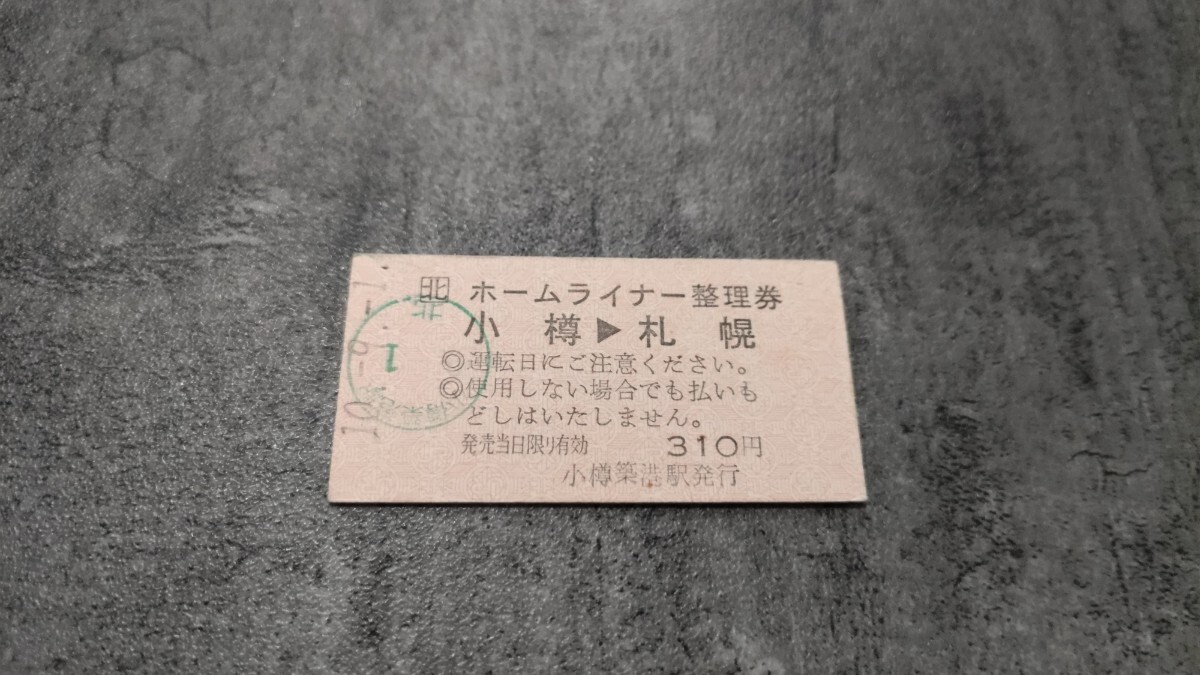 北 ホームライナー整理券
小樽▶札幌
◎運転日にご注意ください。
◎使用しない場合でも払いも
どしはいたしません。
発売当日限り有効 310円
小樽築港駅発行
1